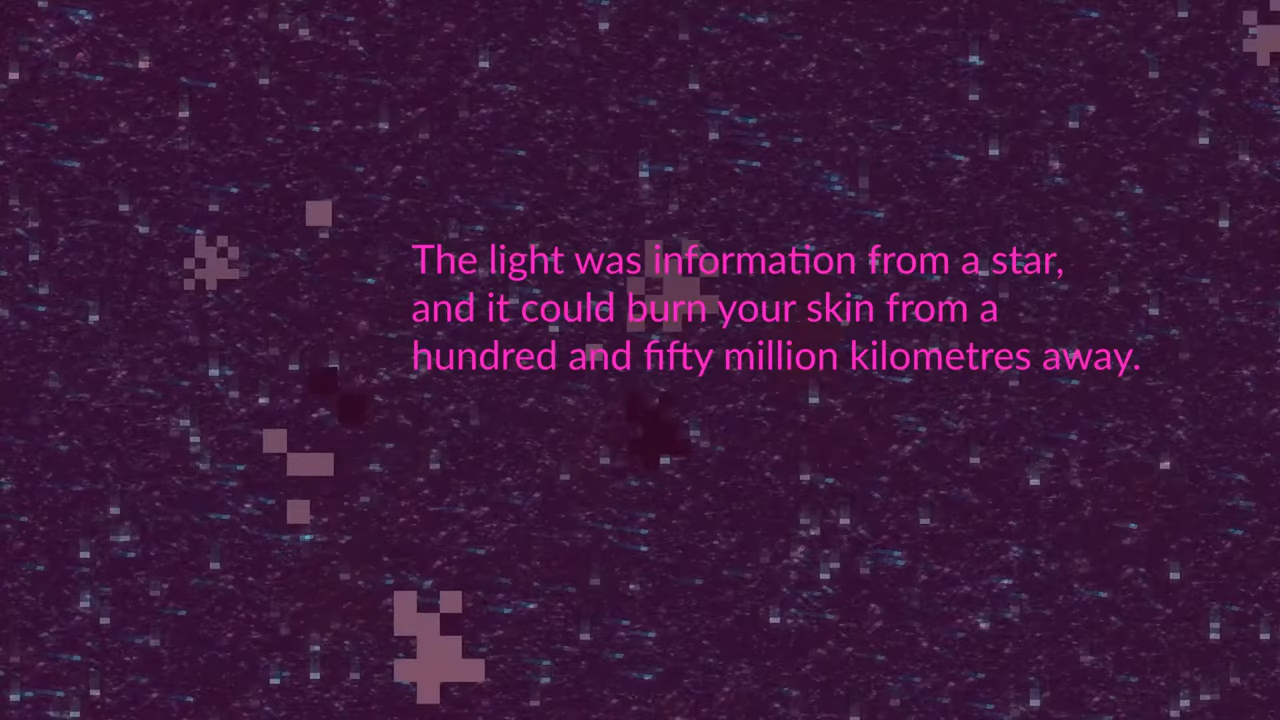 The light was information from a star,
and it could burn your skin from a
hundred and fifty million kilometres away.